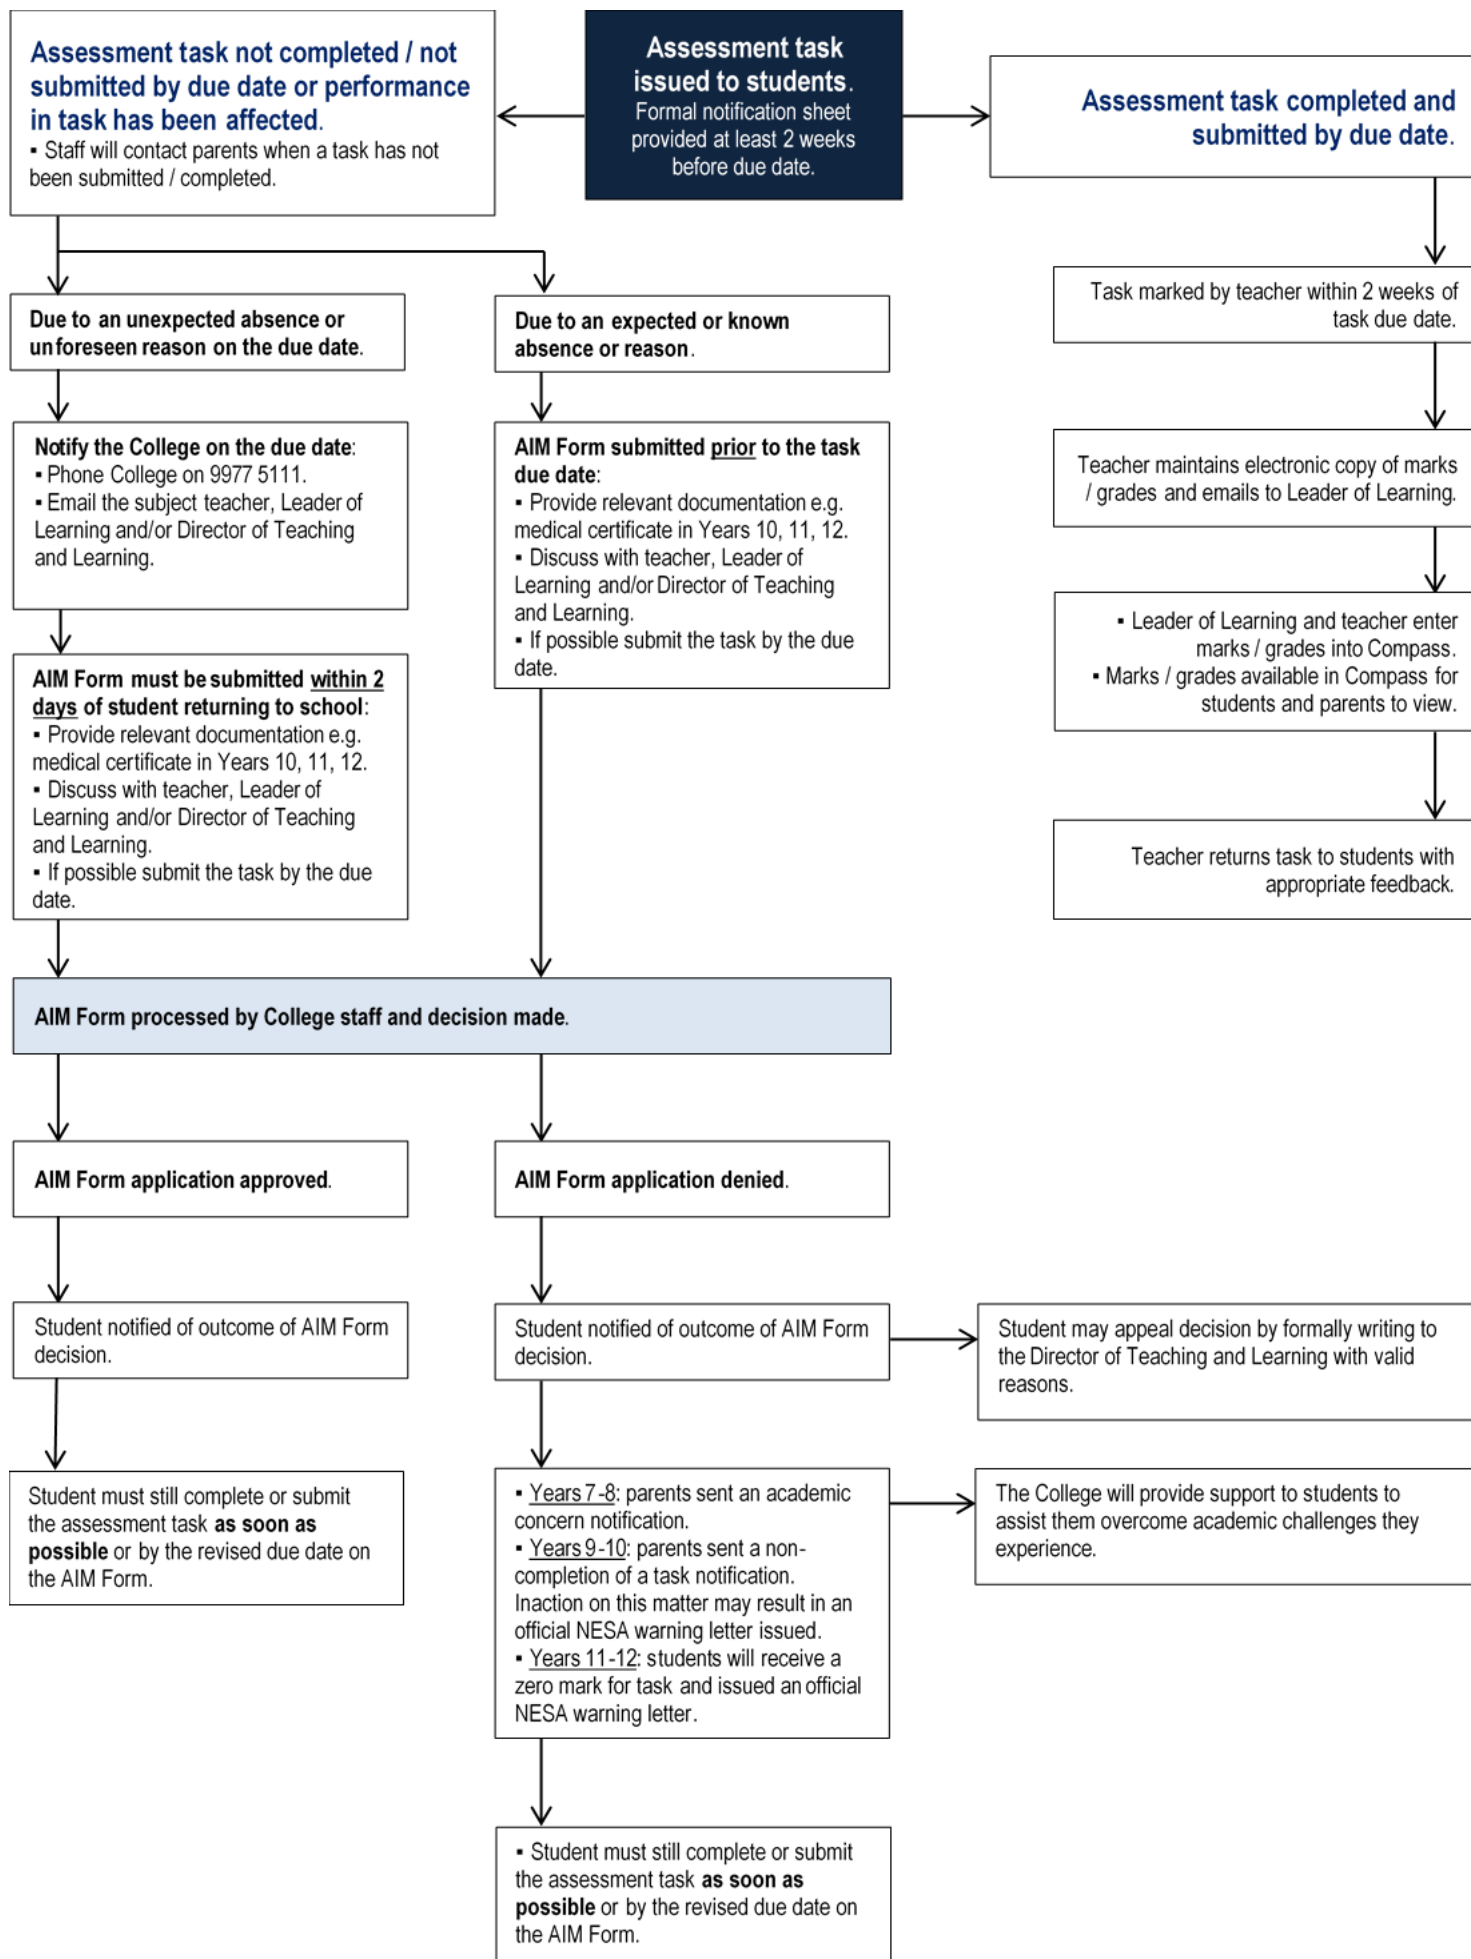 Assessment task not completed / not
submitted by due date or performance
in task has been affected.
▪ Staff will contact parents when a task has not
been submitted / completed.
Assessment task
issued to students.
Formal notification sheet
provided at least 2 weeks
before due date.
Assessment task completed and
submitted by due date.
Due to an unexpected absence or
unforeseen reason on the due date.
Due to an expected or known
absence or reason.
Task marked by teacher within 2 weeks of
task due date.
Notify the College on the due date:
▪ Phone College on 9977 5111.
▪ Email the subject teacher, Leader of
Learning and/or Director of Teaching
and Learning.
AIM Form submitted prior to the task
due date:
▪ Provide relevant documentation e.g.
medical certificate in Years 10, 11, 12.
▪ Discuss with teacher, Leader of
Learning and/or Director of Teaching
and Learning.
▪ If possible submit the task by the due
date.
Teacher maintains electronic copy of marks
/ grades and emails to Leader of Learning.
▪ Leader of Learning and teacher enter
marks / grades into Compass.
▪ Marks / grades available in Compass for
students and parents to view.
AIM Form must be submitted within 2
days of student returning to school:
▪ Provide relevant documentation e.g.
medical certificate in Years 10, 11, 12.
▪ Discuss with teacher, Leader of
Learning and/or Director of Teaching
and Learning.
▪ If possible submit the task by the due
date.
Teacher returns task to students with
appropriate feedback.
AIM Form processed by College staff and decision made.
AIM Form application approved.
AIM Form application denied.
Student notified of outcome of AIM Form
decision.
Student notified of outcome of AIM Form
decision.
Student may appeal decision by formally writing to
the Director of Teaching and Learning with valid
reasons.
Student must still complete or submit
the assessment task as soon as
possible or by the revised due date on
the AIM Form.
▪ Years 7-8: parents sent an academic
concern notification.
▪ Years 9-10: parents sent a non-
completion of a task notification.
Inaction on this matter may result in an
official NESA warning letter issued.
▪ Years 11-12: students will receive a
zero mark for task and issued an official
NESA warning letter.
The College will provide support to students to
assist them overcome academic challenges they
experience.
▪ Student must still complete or submit
the assessment task as soon as
possible or by the revised due date on
the AIM Form.